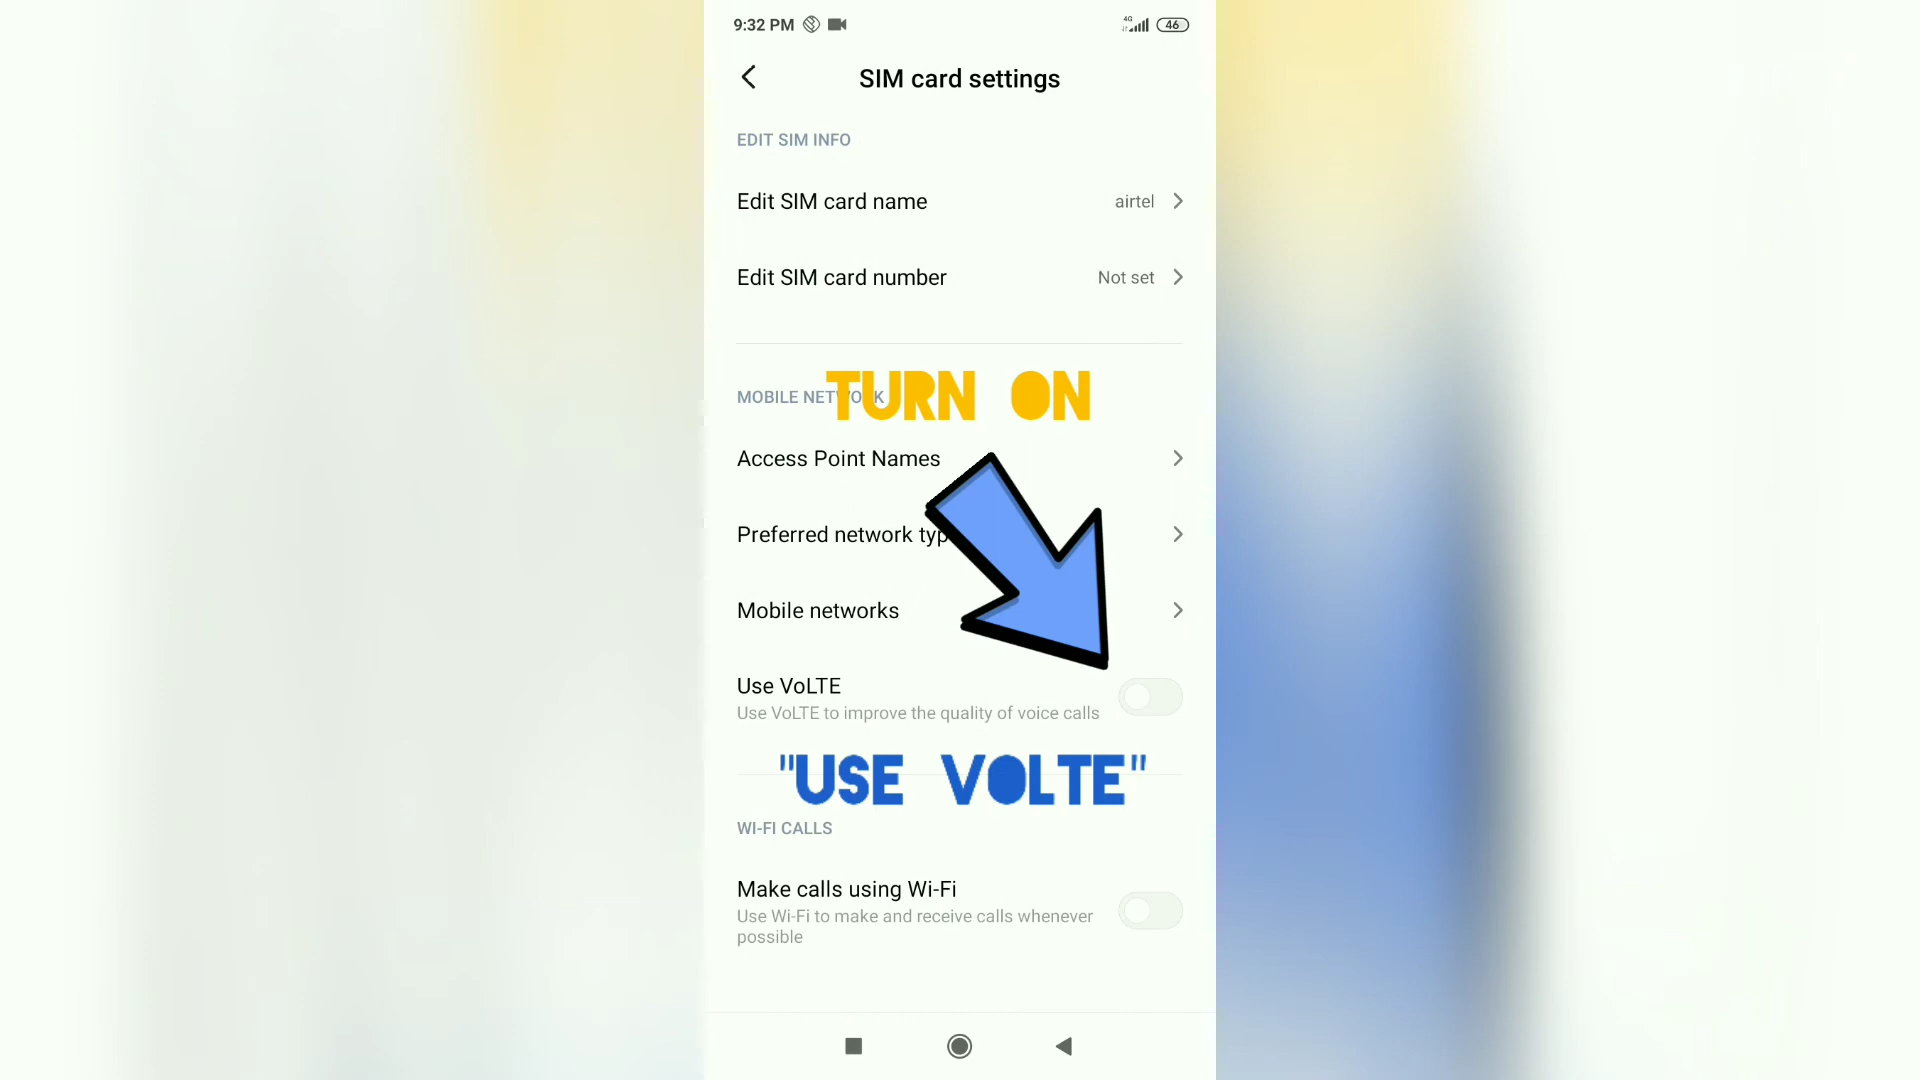 9:32 PM 4G 46
SIM card settings
EDIT SIM INFO
Edit SIM card name airtel
Edit SIM card number Not set
MOBILE NETWORK
TURN ON
Access Point Names
Preferred network typ
Mobile networks
Use VoLTE
Use VoLTE to improve the quality of voice calls
"USE VOLTE"
WI-FI CALLS
Make calls using Wi-Fi
Use Wi-Fi to make and receive calls whenever
possible